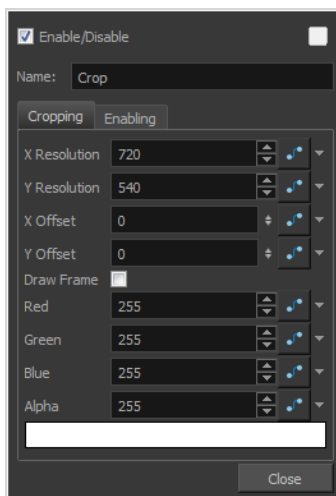 Enable/Disable
Name: Crop
Cropping Enabling
X Resolution 720
Y Resolution 540
X Offset 0
Y Offset 0
Draw Frame
Red 255
Green 255
Blue 255
Alpha 255
Close